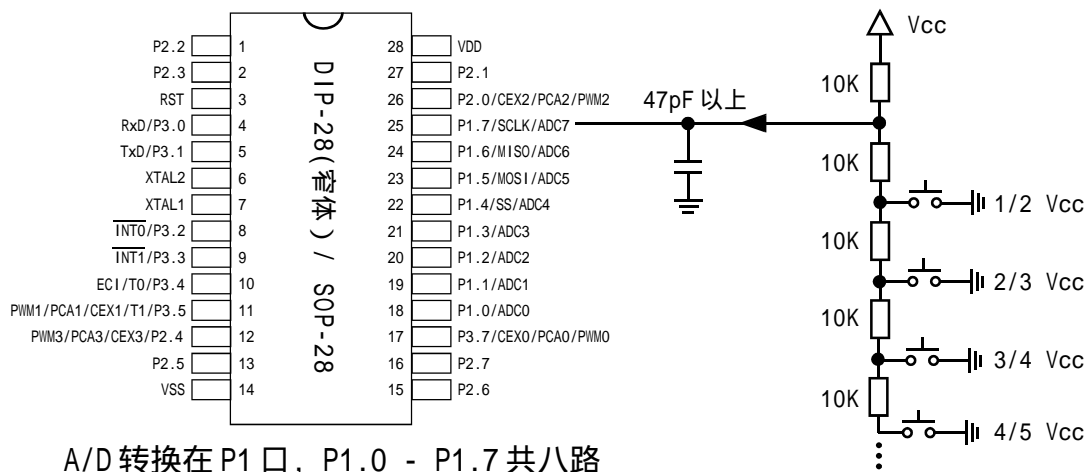 P2.2 1 28 VDD
P2.3 2 27 P2.1
RST 3 26 P2.0/CEX2/PCA2/PWM2
RxD/P3.0 4 25 P1.7/SCLK/ADC7
TxD/P3.1 5 24 P1.6/MISO/ADC6
XTAL2 6 23 P1.5/MOSI/ADC5
XTAL1 7 22 P1.4/SS/ADC4
INT0/P3.2 8 21 P1.3/ADC3
INT1/P3.3 9 20 P1.2/ADC2
ECI/T0/P3.4 10 19 P1.1/ADC1
PWM1/PCA1/CEX1/T1/P3.5 11 18 P1.0/ADC0
PWM3/PCA3/CEX3/P2.4 12 17 P3.7/CEX0/PCA0/PWM0
P2.5 13 16 P2.7
VSS 14 15 P2.6
DIP-28(窄体) / SOP-28
Vcc
10K
47pF 以上
10K
1/2 Vcc
10K
2/3 Vcc
10K
3/4 Vcc
10K
4/5 Vcc
A/D 转换在 P1 口, P1.0 - P1.7 共八路